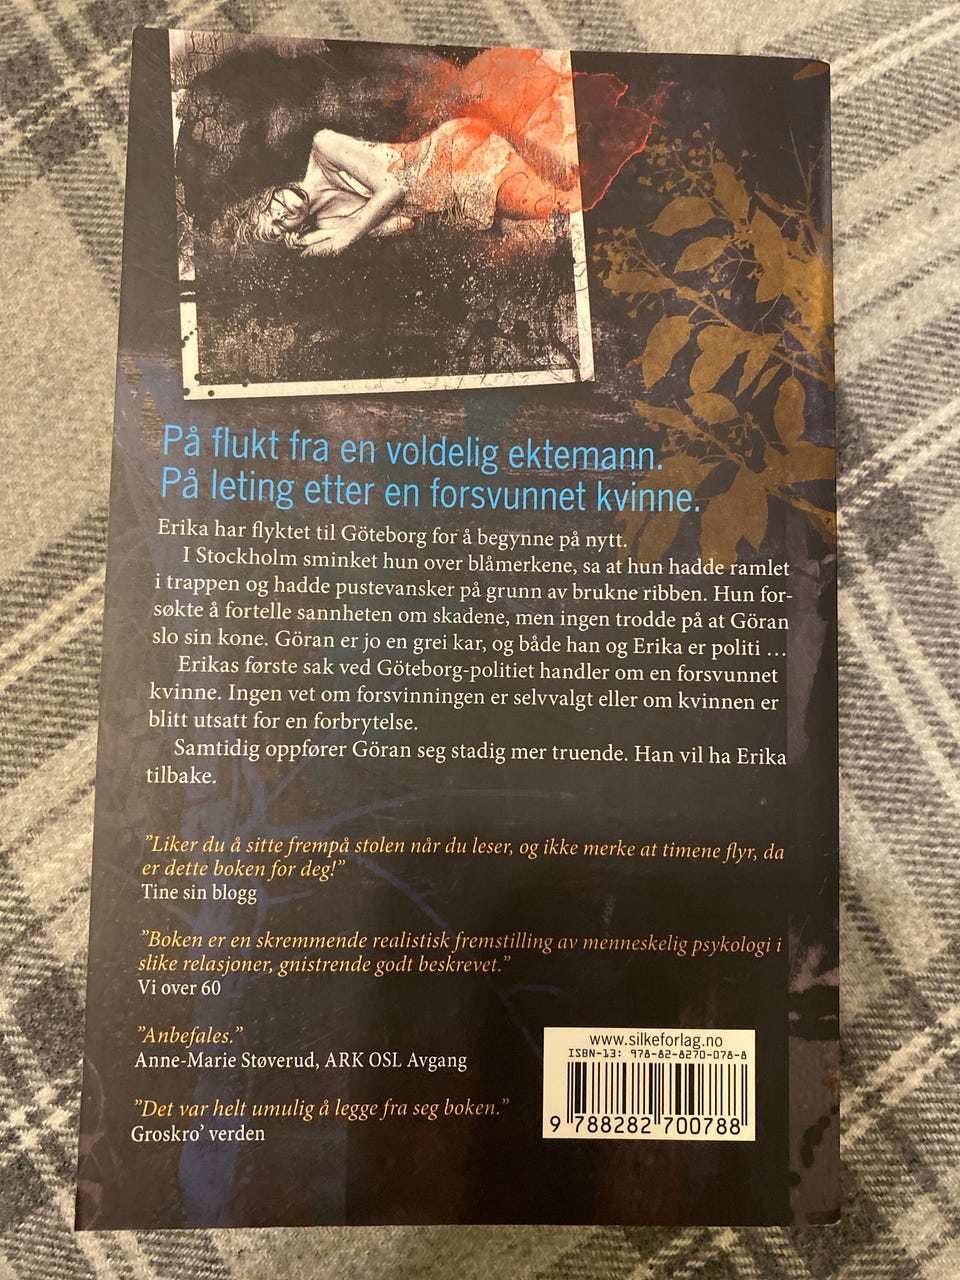 På flukt fra en voldelig ektemann.
På leting etter en forsvunnet kvinne.
Erika har flyktet til Göteborg for å begynne på nytt.
I Stockholm sminket hun over blåmerkene, sa at hun hadde ramlet
i trappen og hadde pustevansker på grunn av brukne ribben. Hun for-
søkte å fortelle sannheten om skadene, men ingen trodde på at Göran
slo sin kone. Göran er jo en grei kar, og både han og Erika er politi ...
Erikas første sak ved Göteborg-politiet handler om en forsvunnet
kvinne. Ingen vet om forsvinningen er selvvalgt eller om kvinnen er
blitt utsatt for en forbrytelse.
Samtidig oppfører Göran seg stadig mer truende. Han vil ha Erika
tilbake.
”Liker du å sitte frempå stolen når du leser, og ikke merke at timene flyr, da
er dette boken for deg!”
Tine sin blogg
”Boken er en skremmende realistisk fremstilling av menneskelig psykologi i
slike relasjoner, gnistrende godt beskrevet.”
Vi over 60
”Anbefales.”
Anne-Marie Støverud, ARK OSL Avgang
”Det var helt umulig å legge fra seg boken.”
Groskro’ verden
www.silkeforlag.no
ISBN-13: 978-82-8270-078-8
9 788282 700788